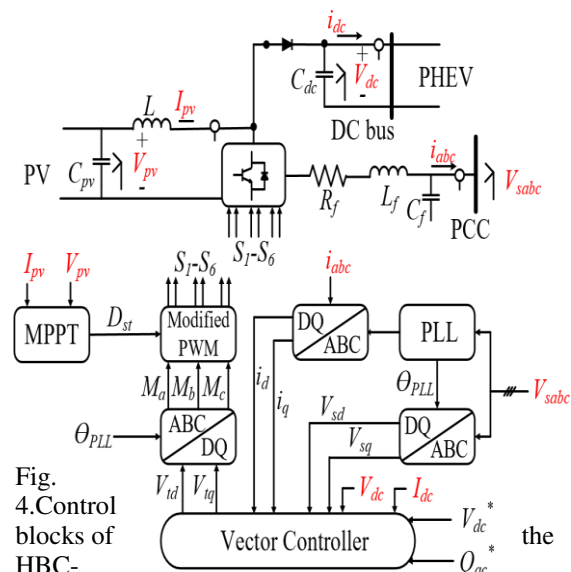 i_dc
L
I_pv
+
C_dc
V_dc
-
PHEV
DC bus
PV
C_pv
+
V_pv
-
R_f
L_f
i_abc
C_f
V_sabc
PCC
S_1-S_6
I_pv
V_pv
i_abc
MPPT
D_st
Modified
PWM
DQ
ABC
PLL
M_a M_b M_c
i_d
i_q
θ_PLL
V_sabc
θ_PLL
ABC
DQ
V_sd
V_sq
DQ
ABC
V_td
V_tq
V_dc
I_dc
V_dc*
Vector Controller
Q_ac*
Fig.
4.Control
blocks of the
HBC-